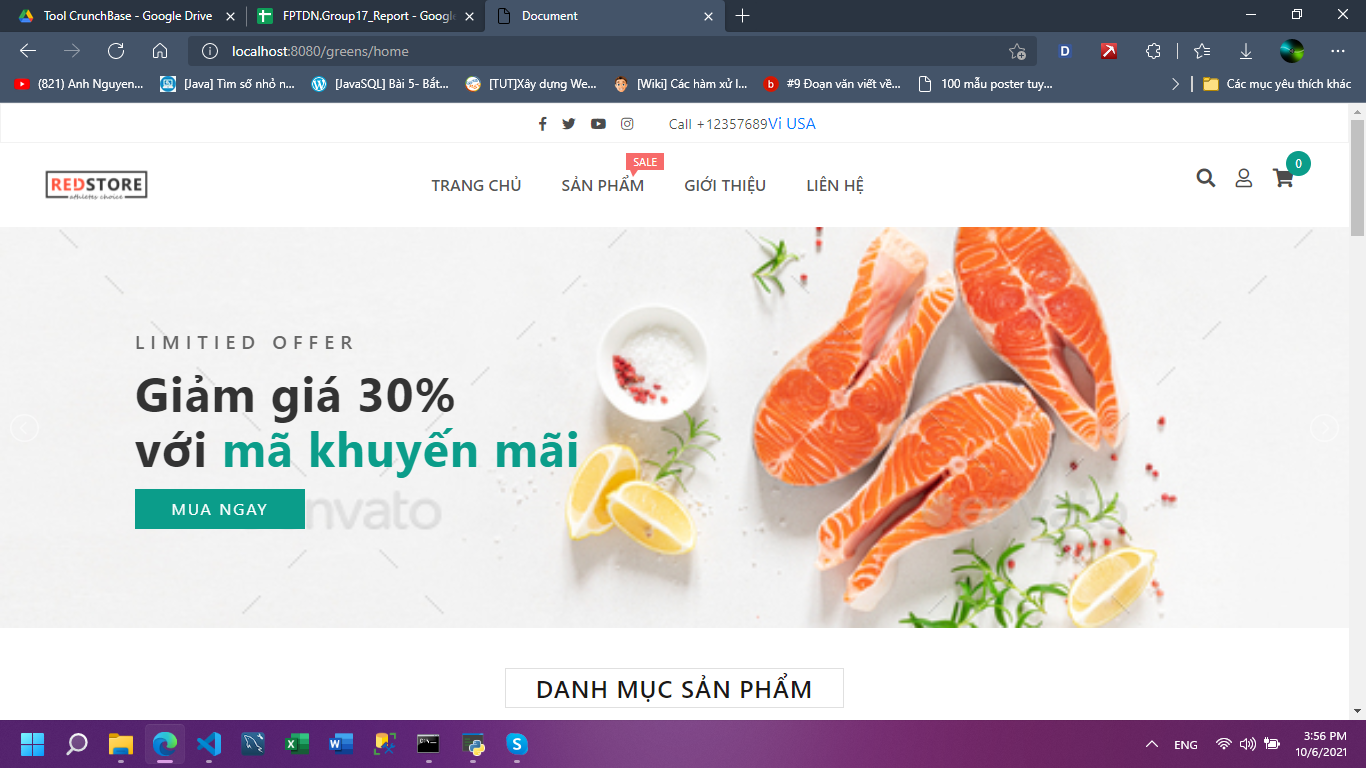 Tool CrunchBase - Google Drive
FPTDN.Group17_Report - Google
Document
localhost:8080/greens/home
D
(821) Anh Nguyen...
[Java] Tìm số nhỏ n...
[JavaSQL] Bài 5- Bắt...
[TUT]Xây dựng We...
[Wiki] Các hàm xử l...
b
#9 Đoạn văn viết về...
100 mẫu poster tuy...
Các mục yêu thích khác
Call +12357689Vi USA
REDSTORE
athletes choice
TRANG CHỦ
SALE
SẢN PHẨM
GIỚI THIỆU
LIÊN HỆ
0
LIMITIED OFFER
Giảm giá 30%
với mã khuyến mãi
MUA NGAY
nvato
envato
DANH MỤC SẢN PHẨM
ENG
3:56 PM
10/6/2021